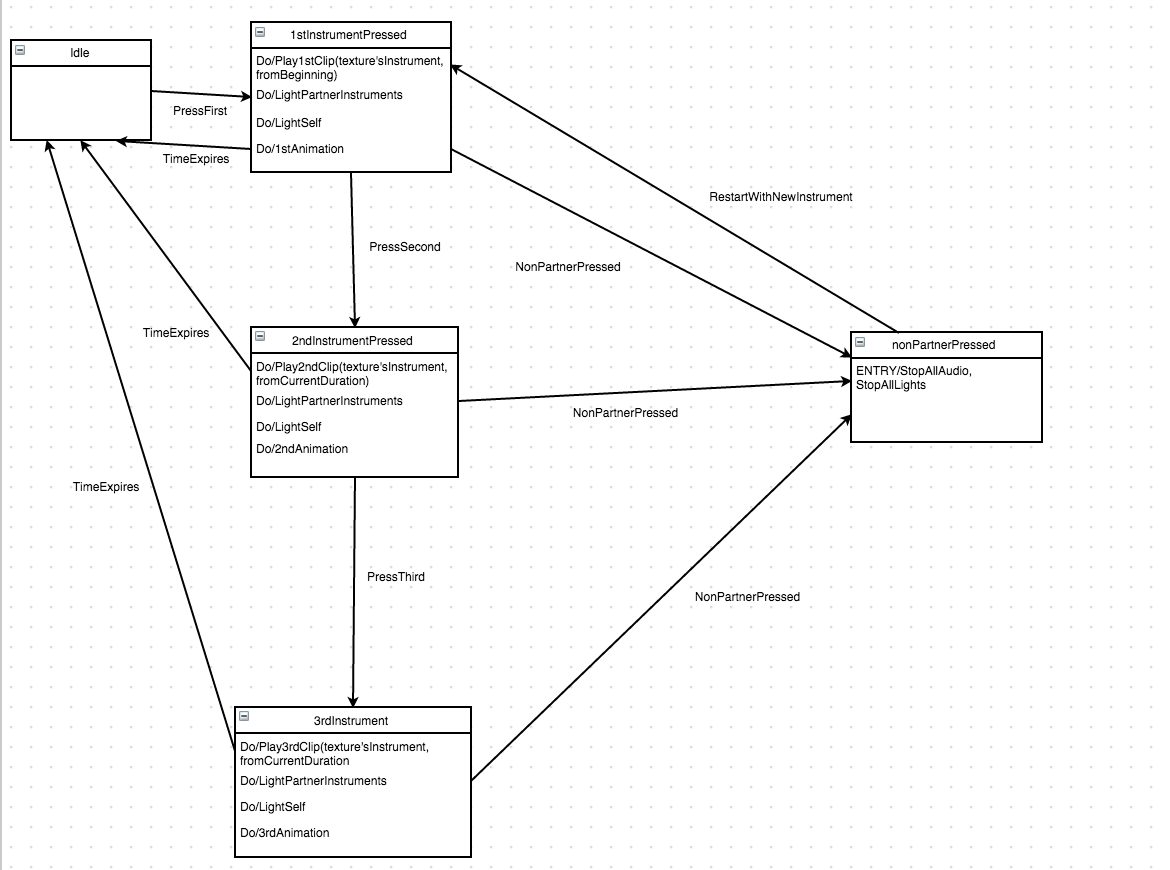 Idle
1stInstrumentPressed
Do/Play1stClip(texture'sInstrument,
fromBeginning)
Do/LightPartnerInstruments
Do/LightSelf
Do/1stAnimation
PressFirst
TimeExpires
RestartWithNewInstrument
PressSecond
NonPartnerPressed
TimeExpires
2ndInstrumentPressed
Do/Play2ndClip(texture'sInstrument,
fromCurrentDuration)
Do/LightPartnerInstruments
Do/LightSelf
Do/2ndAnimation
nonPartnerPressed
ENTRY/StopAllAudio,
StopAllLights
NonPartnerPressed
TimeExpires
PressThird
NonPartnerPressed
3rdInstrument
Do/Play3rdClip(texture'sInstrument,
fromCurrentDuration
Do/LightPartnerInstruments
Do/LightSelf
Do/3rdAnimation